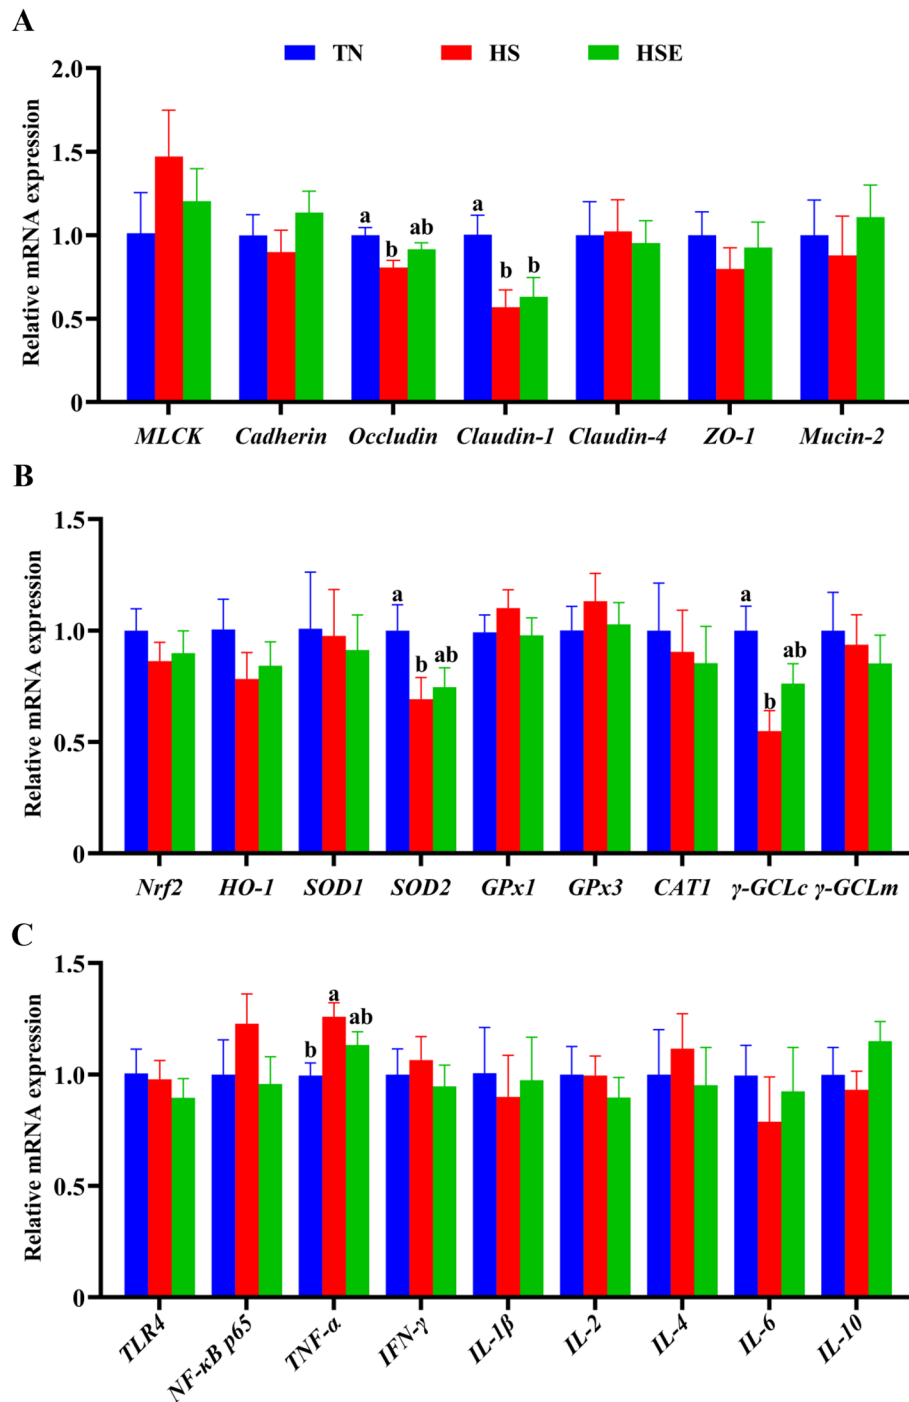 A
TN HS HSE
Relative mRNA expression
2.0
1.5
1.0
0.5
0
a b ab
a b b
MLCK Cadherin Occludin Claudin-1 Claudin-4 ZO-1 Mucin-2
B
Relative mRNA expression
1.5
1.0
0.5
0
a b ab
a b ab
Nrf2 HO-1 SOD1 SOD2 GPx1 GPx3 CAT1 γ-GCLc γ-GCLm
C
Relative mRNA expression
1.5
1.0
0.5
0
b a ab
TLR4 NF-κB p65 TNF-α IFN-γ IL-1β IL-2 IL-4 IL-6 IL-10